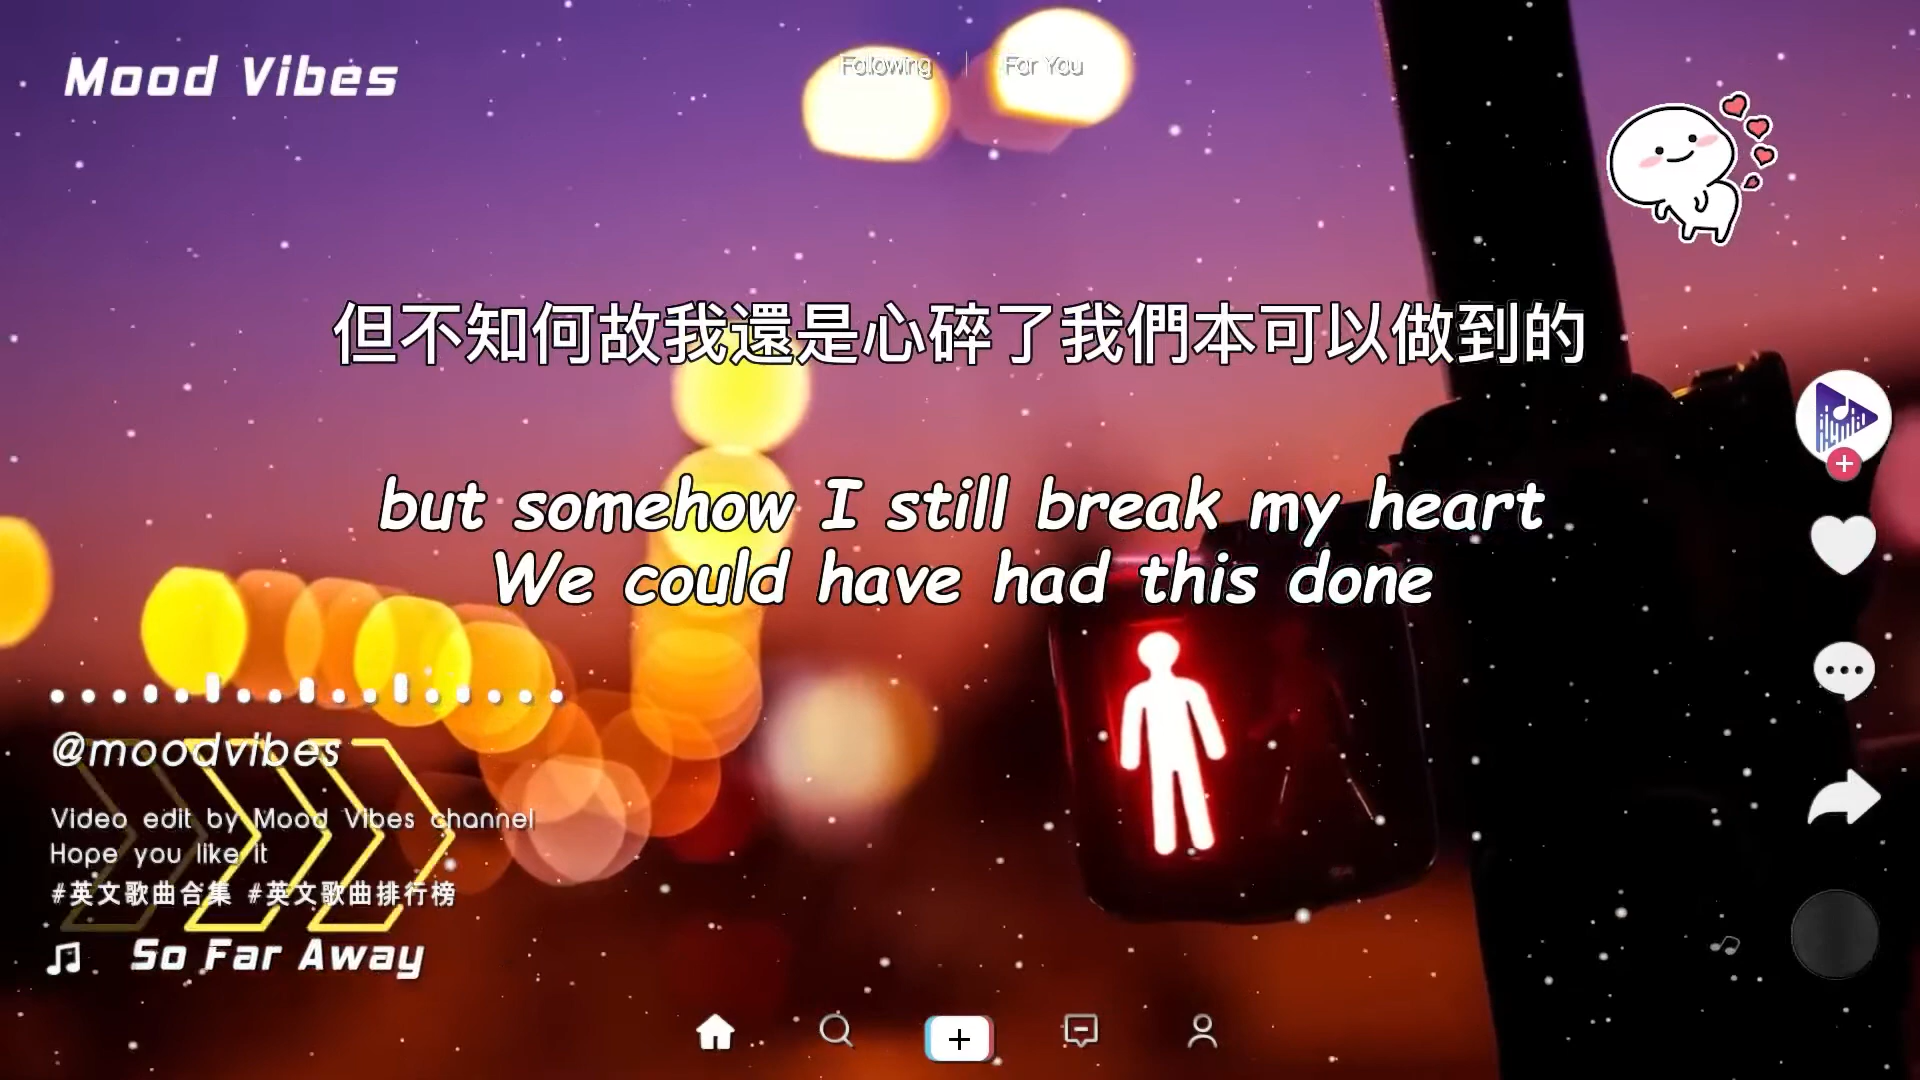 Mood Vibes
Following | For You
但不知何故我還是心碎了我們本可以做到的
but somehow I still break my heart
We could have had this done
@moodvibes
Video edit by Mood Vibes channel
Hope you like it
#英文歌曲合集 #英文歌曲排行榜
So Far Away